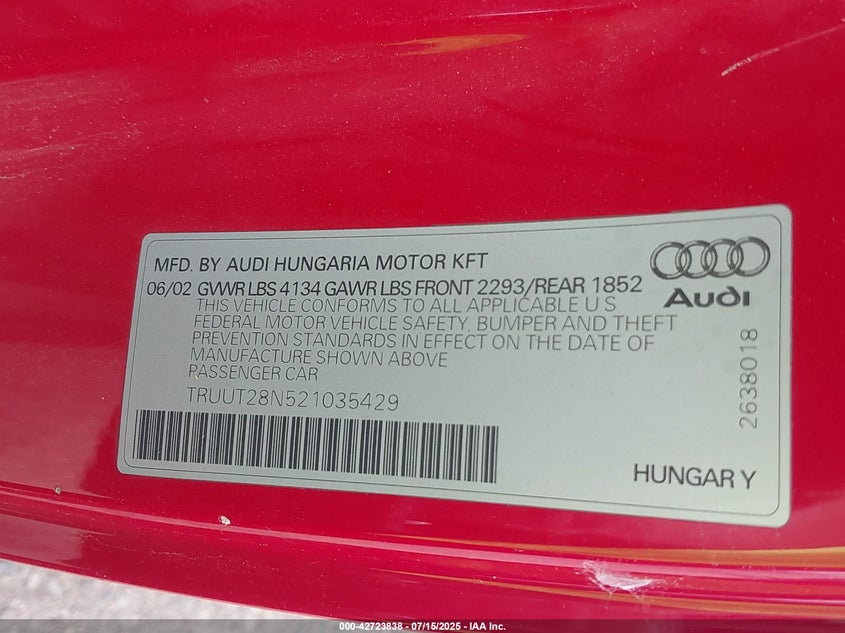 MFD. BY AUDI HUNGARIA MOTOR KFT
06/02 GVWR LBS 4134 GAWR LBS FRONT 2293/REAR 1852
THIS VEHICLE CONFORMS TO ALL APPLICABLE U S
FEDERAL MOTOR VEHICLE SAFETY, BUMPER AND THEFT
PREVENTION STANDARDS IN EFFECT ON THE DATE OF
MANUFACTURE SHOWN ABOVE
PASSENGER CAR
TRUUT28N521035429
Audi
2638018
HUNGARY
000-42723838 - 07/15/2025 - IAA Inc.